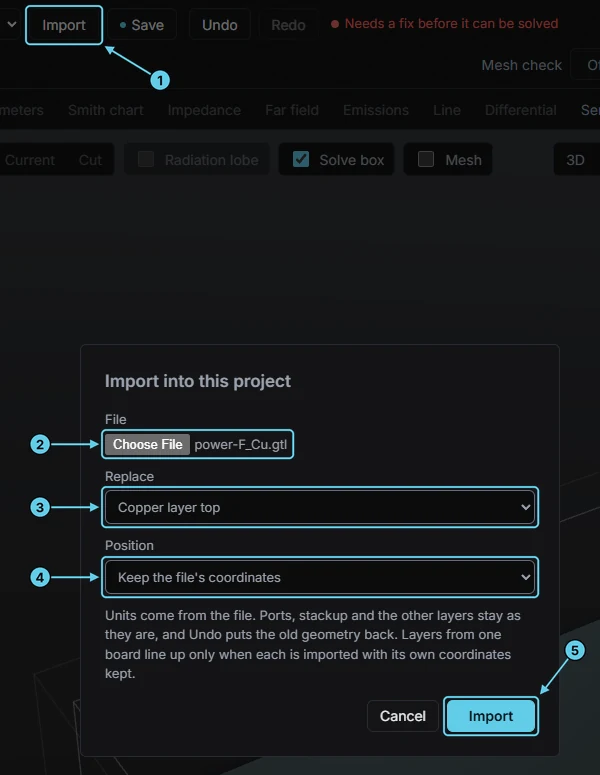 Import
Save
Undo
Redo
Needs a fix before it can be solved
1
Mesh check
meters
Smith chart
Impedance
Far field
Emissions
Line
Differential
Current
Cut
Radiation lobe
Solve box
Mesh
3D
Import into this project
File
2
Choose File power-F_Cu.gtl
Replace
3
Copper layer top
Position
4
Keep the file's coordinates
Units come from the file. Ports, stackup and the other layers stay as
they are, and Undo puts the old geometry back. Layers from one
board line up only when each is imported with its own coordinates
kept.
5
Cancel
Import